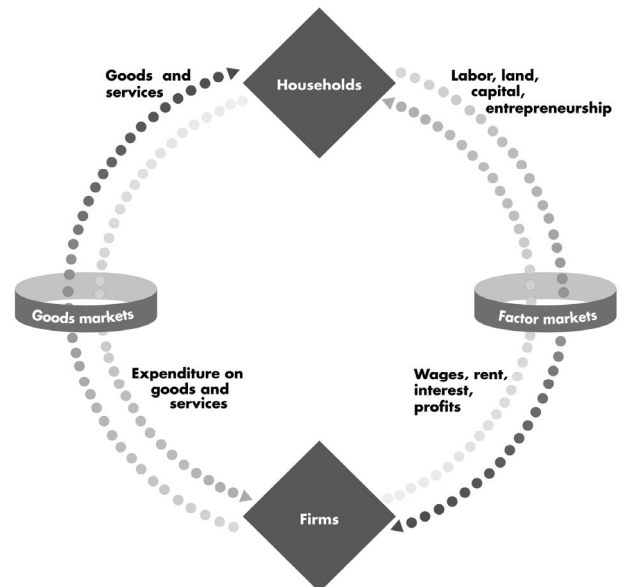 Goods and
services
Households
Labor, land,
capital,
entrepreneurship
Goods markets
Factor markets
Expenditure on
goods and
services
Wages, rent,
interest,
profits
Firms